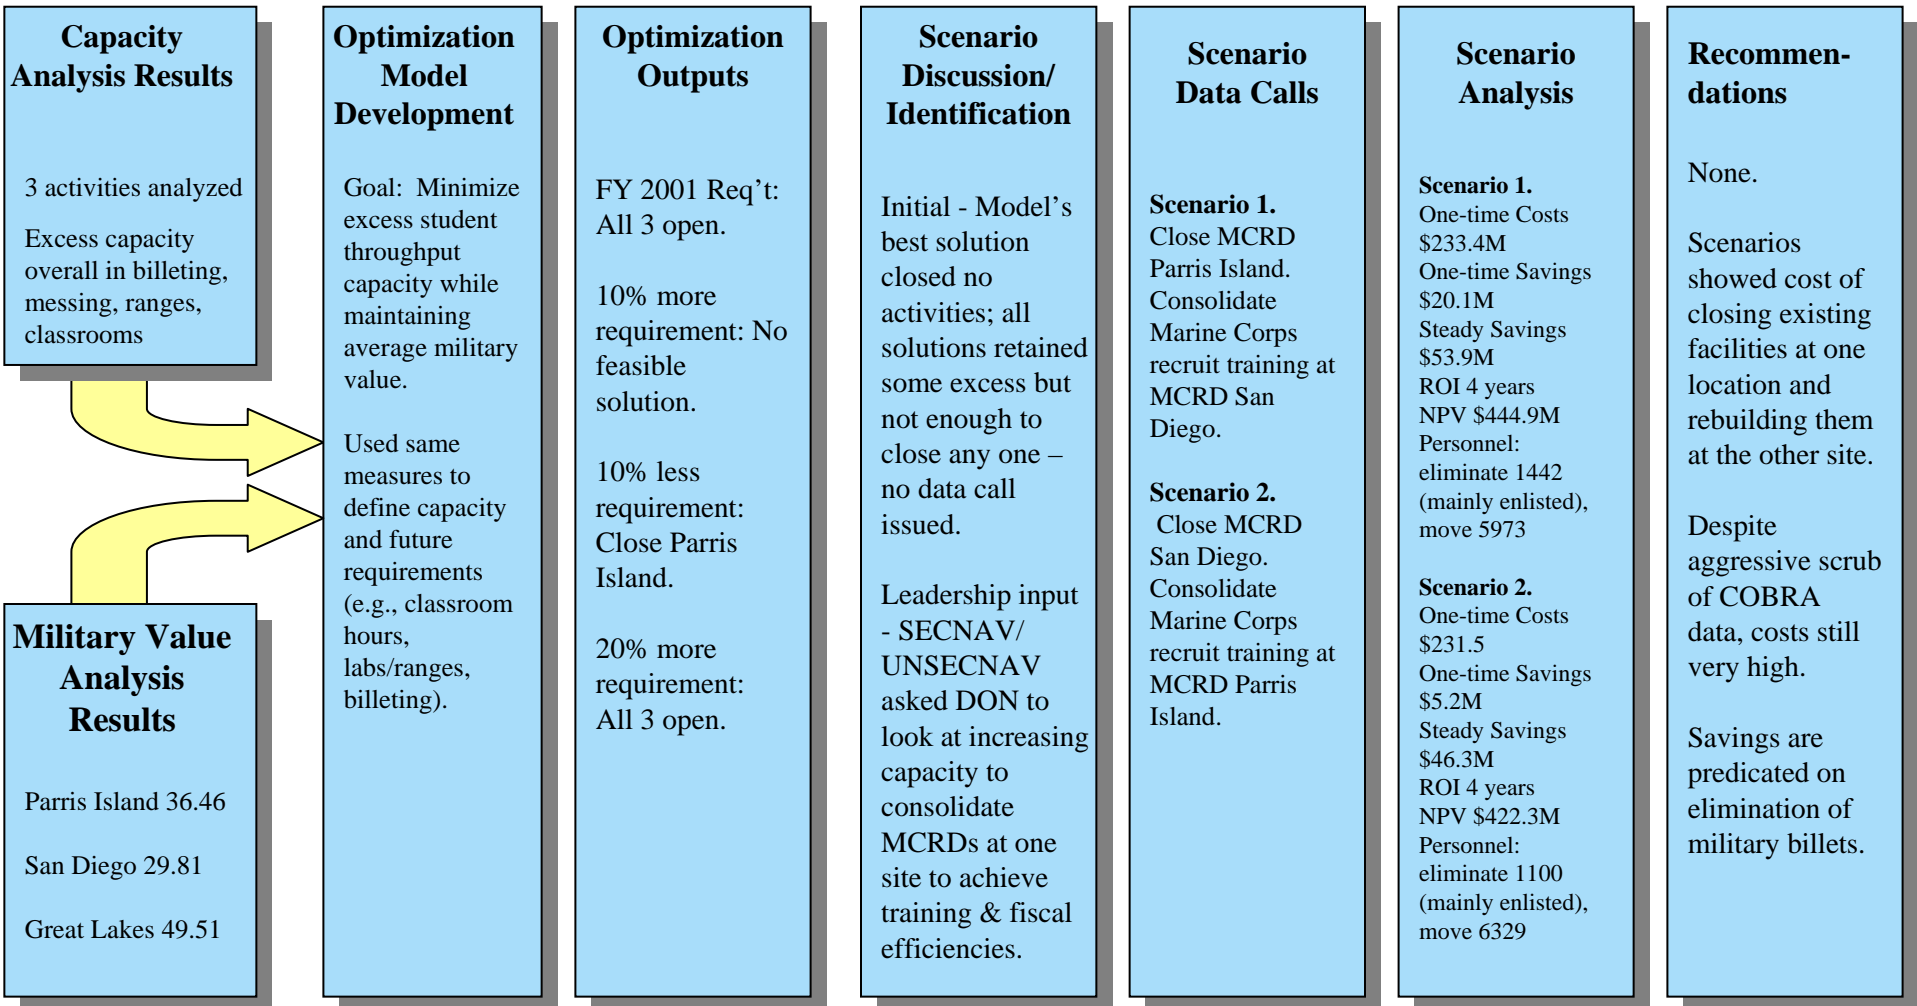 Capacity
Analysis Results
3 activities analyzed
Excess capacity
overall in billeting,
messing, ranges,
classrooms
Military Value
Analysis
Results
Parris Island 36.46
San Diego 29.81
Great Lakes 49.51
Optimization
Model
Development
Goal:  Minimize
excess student
throughput
capacity while
maintaining
average military
value.
Used same
measures to
define capacity
and future
requirements
(e.g., classroom
hours,
labs/ranges,
billeting).
Optimization
Outputs
FY 2001 Req’t:
All 3 open.
10% more
requirement: No
feasible
solution.
10% less
requirement:
Close Parris
Island.
20% more
requirement:
All 3 open.
Scenario
Discussion/
Identification
Initial - Model’s
best solution
closed no
activities; all
solutions retained
some excess but
not enough to
close any one –
no data call
issued.
Leadership input
- SECNAV/
UNSECNAV
asked DON to
look at increasing
capacity to
consolidate
MCRDs at one
site to achieve
training & fiscal
efficiencies.
Scenario
Data Calls
Scenario 1.
Close MCRD
Parris Island.
Consolidate
Marine Corps
recruit training at
MCRD San
Diego.
Scenario 2.
Close MCRD
San Diego.
Consolidate
Marine Corps
recruit training at
MCRD Parris
Island.
Scenario
Analysis
Scenario 1.
One-time Costs
$233.4M
One-time Savings
$20.1M
Steady Savings
$53.9M
ROI 4 years
NPV $444.9M
Personnel:
eliminate 1442
(mainly enlisted),
move 5973
Scenario 2.
One-time Costs
$231.5
One-time Savings
$5.2M
Steady Savings
$46.3M
ROI 4 years
NPV $422.3M
Personnel:
eliminate 1100
(mainly enlisted),
move 6329
Recommen-
dations
None.
Scenarios
showed cost of
closing existing
facilities at one
location and
rebuilding them
at the other site.
Despite
aggressive scrub
of COBRA
data, costs still
very high.
Savings are
predicated on
elimination of
military billets.